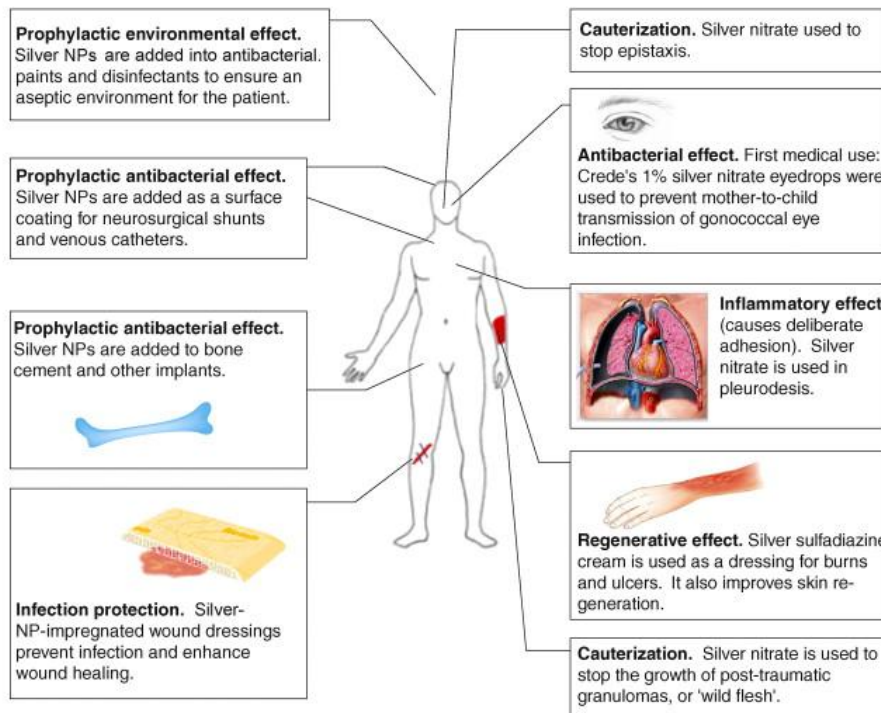 Prophylactic environmental effect.
Silver NPs are added into antibacterial.
paints and disinfectants to ensure an
aseptic environment for the patient.
Prophylactic antibacterial effect.
Silver NPs are added as a surface
coating for neurosurgical shunts
and venous catheters.
Prophylactic antibacterial effect.
Silver NPs are added to bone
cement and other implants.
Infection protection. Silver-
NP-impregnated wound dressings
prevent infection and enhance
wound healing.
Cauterization. Silver nitrate used to
stop epistaxis.
Antibacterial effect. First medical use:
Crede's 1% silver nitrate eyedrops were
used to prevent mother-to-child
transmission of gonococcal eye
infection.
Inflammatory effect
(causes deliberate
adhesion). Silver
nitrate is used in
pleurodesis.
Regenerative effect. Silver sulfadiazine
cream is used as a dressing for burns
and ulcers. It also improves skin re-
generation.
Cauterization. Silver nitrate is used to
stop the growth of post-traumatic
granulomas, or 'wild flesh'.